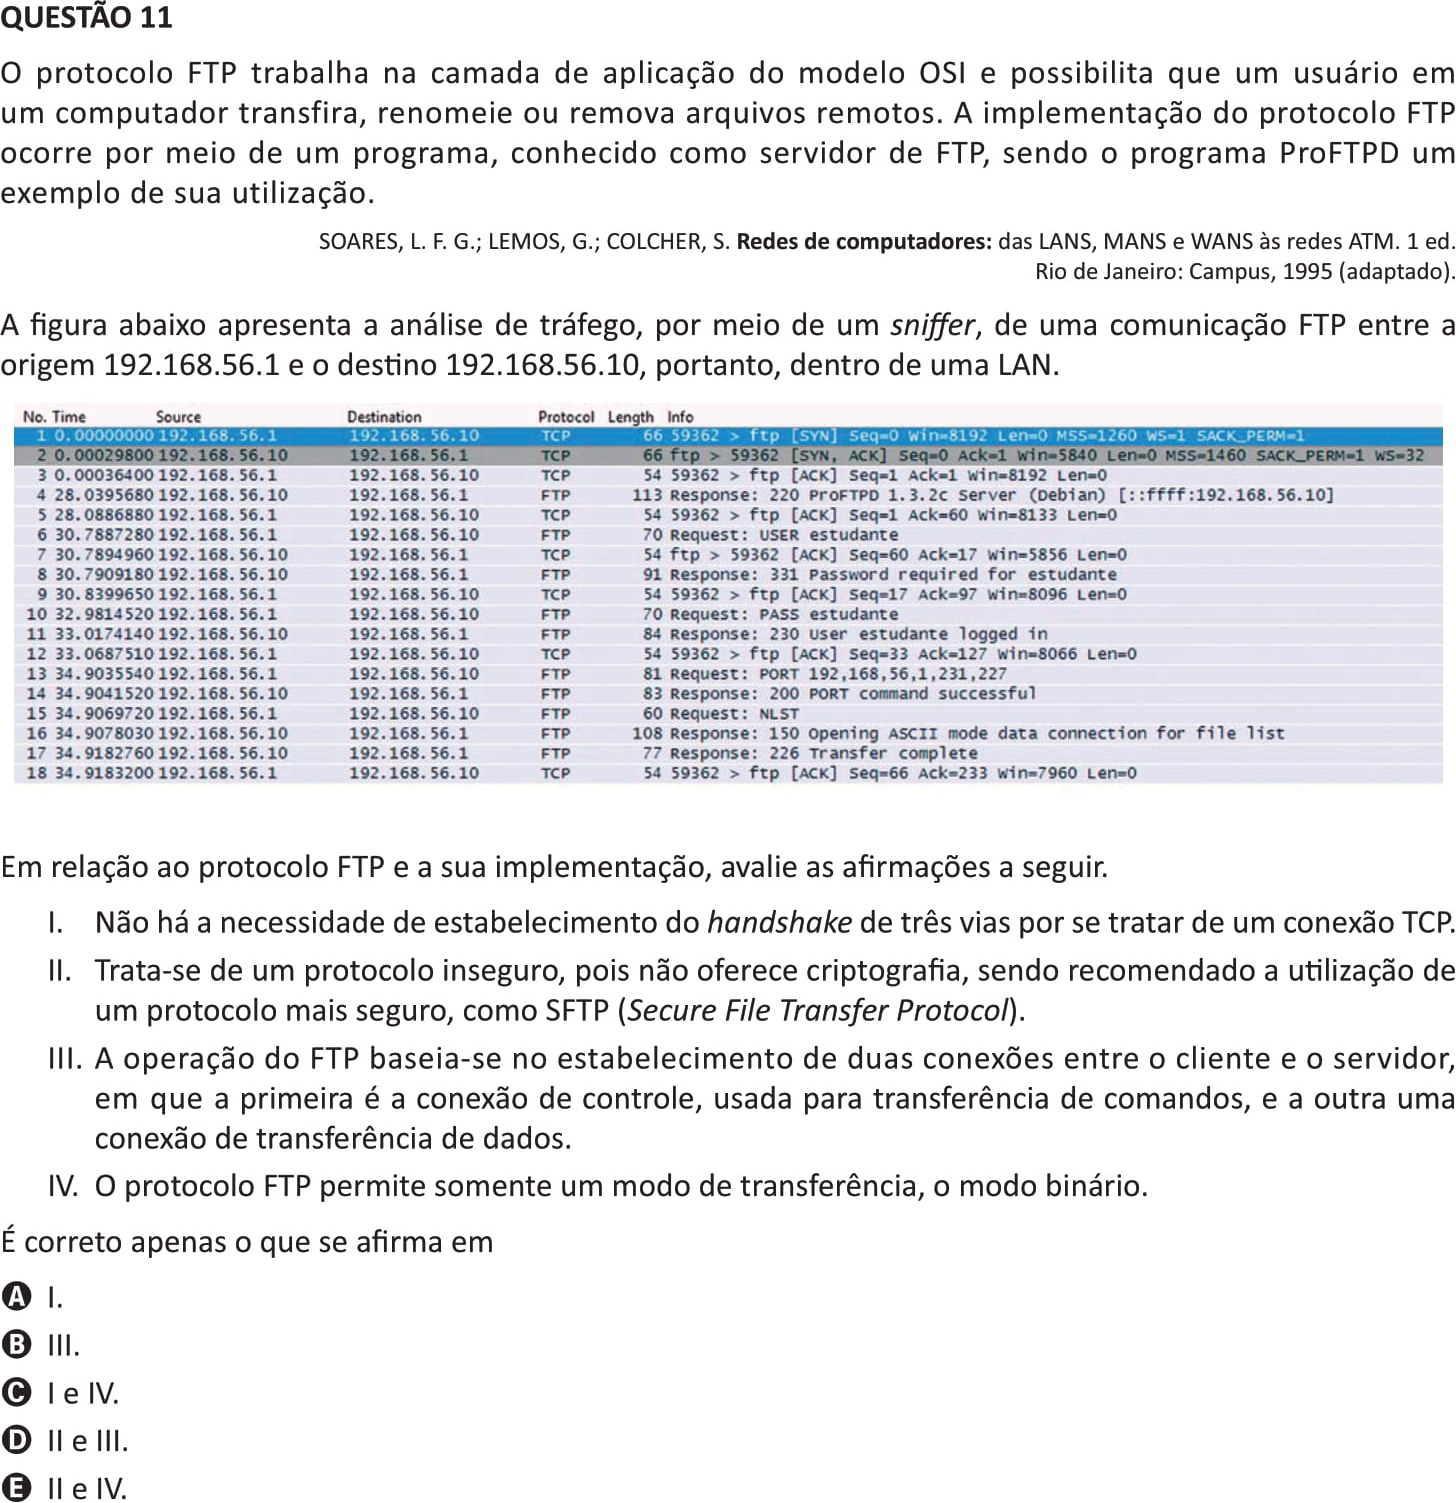 QUESTÃO 11
O protocolo FTP trabalha na camada de aplicação do modelo OSI e possibilita que um usuário em
um computador transfira, renomeie ou remova arquivos remotos. A implementação do protocolo FTP
ocorre por meio de um programa, conhecido como servidor de FTP, sendo o programa ProFTPD um
exemplo de sua utilização.
SOARES, L. F. G.; LEMOS, G.; COLCHER, S. Redes de computadores: das LANS, MANS e WANS às redes ATM. 1 ed.
Rio de Janeiro: Campus, 1995 (adaptado).
A figura abaixo apresenta a análise de tráfego, por meio de um sniffer, de uma comunicação FTP entre a
origem 192.168.56.1 e o destino 192.168.56.10, portanto, dentro de uma LAN.
No. Time Source Destination Protocol Length Info
1 0.00000000 192.168.56.1 192.168.56.10 TCP 66 59362 > ftp [SYN] Seq=0 Win=8192 Len=0 MSS=1260 WS=1 SACK_PERM=1
2 0.00029800 192.168.56.10 192.168.56.1 TCP 66 ftp > 59362 [SYN, ACK] Seq=0 Ack=1 Win=5840 Len=0 MSS=1460 SACK_PERM=1 WS=32
3 0.00036400 192.168.56.1 192.168.56.10 TCP 54 59362 > ftp [ACK] Seq=1 Ack=1 Win=8192 Len=0
4 28.0395680 192.168.56.10 192.168.56.1 FTP 113 Response: 220 ProFTPD 1.3.2c Server (Debian) [::ffff:192.168.56.10]
5 28.0886880 192.168.56.1 192.168.56.10 TCP 54 59362 > ftp [ACK] Seq=1 Ack=60 Win=8133 Len=0
6 30.7887280 192.168.56.1 192.168.56.10 FTP 70 Request: USER estudante
7 30.7894960 192.168.56.10 192.168.56.1 TCP 54 ftp > 59362 [ACK] Seq=60 Ack=17 Win=5856 Len=0
8 30.7909180 192.168.56.10 192.168.56.1 FTP 91 Response: 331 Password required for estudante
9 30.8399650 192.168.56.1 192.168.56.10 TCP 54 59362 > ftp [ACK] Seq=17 Ack=97 Win=8096 Len=0
10 32.9814520 192.168.56.1 192.168.56.10 FTP 70 Request: PASS estudante
11 33.0174140 192.168.56.10 192.168.56.1 FTP 84 Response: 230 User estudante logged in
12 33.0687510 192.168.56.1 192.168.56.10 TCP 54 59362 > ftp [ACK] Seq=33 Ack=127 Win=8066 Len=0
13 34.9035540 192.168.56.1 192.168.56.10 FTP 81 Request: PORT 192,168,56,1,231,227
14 34.9041520 192.168.56.10 192.168.56.1 FTP 83 Response: 200 PORT command successful
15 34.9069720 192.168.56.1 192.168.56.10 FTP 60 Request: NLST
16 34.9078030 192.168.56.10 192.168.56.1 FTP 108 Response: 150 Opening ASCII mode data connection for file list
17 34.9182760 192.168.56.10 192.168.56.1 FTP 77 Response: 226 Transfer complete
18 34.9183200 192.168.56.1 192.168.56.10 TCP 54 59362 > ftp [ACK] Seq=66 Ack=233 Win=7960 Len=0
Em relação ao protocolo FTP e a sua implementação, avalie as afirmações a seguir.
I. Não há a necessidade de estabelecimento do handshake de três vias por se tratar de um conexão TCP.
II. Trata-se de um protocolo inseguro, pois não oferece criptografia, sendo recomendado a utilização de
um protocolo mais seguro, como SFTP (Secure File Transfer Protocol).
III. A operação do FTP baseia-se no estabelecimento de duas conexões entre o cliente e o servidor,
em que a primeira é a conexão de controle, usada para transferência de comandos, e a outra uma
conexão de transferência de dados.
IV. O protocolo FTP permite somente um modo de transferência, o modo binário.
É correto apenas o que se afirma em
A I.
B III.
C I e IV.
D II e III.
E II e IV.